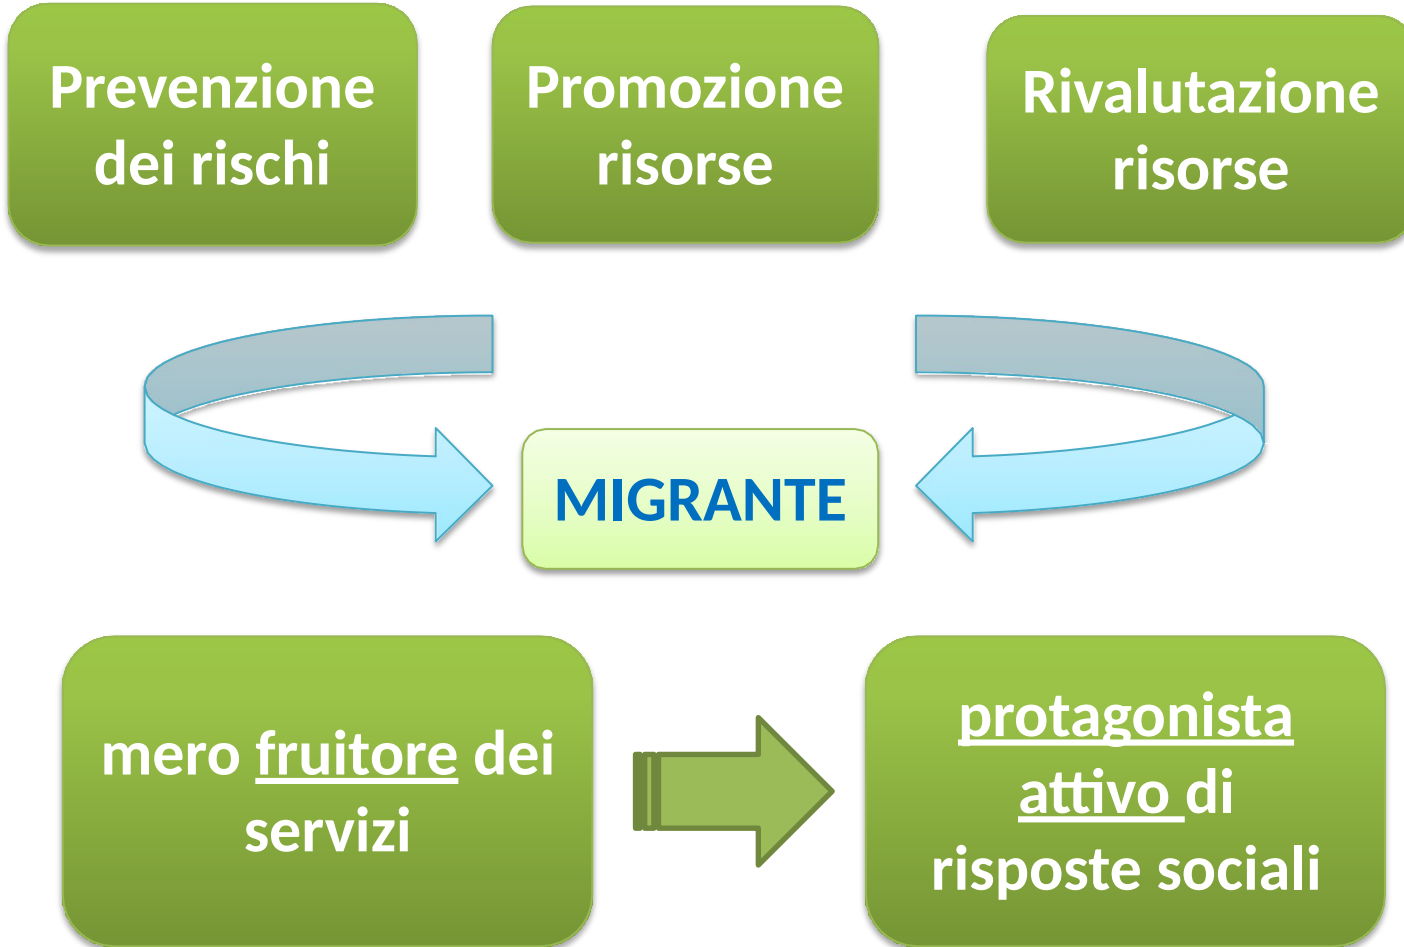 Prevenzione
dei rischi
Promozione
risorse
Rivalutazione
risorse
MIGRANTE
mero fruitore dei
servizi
protagonista
attivo di
risposte sociali